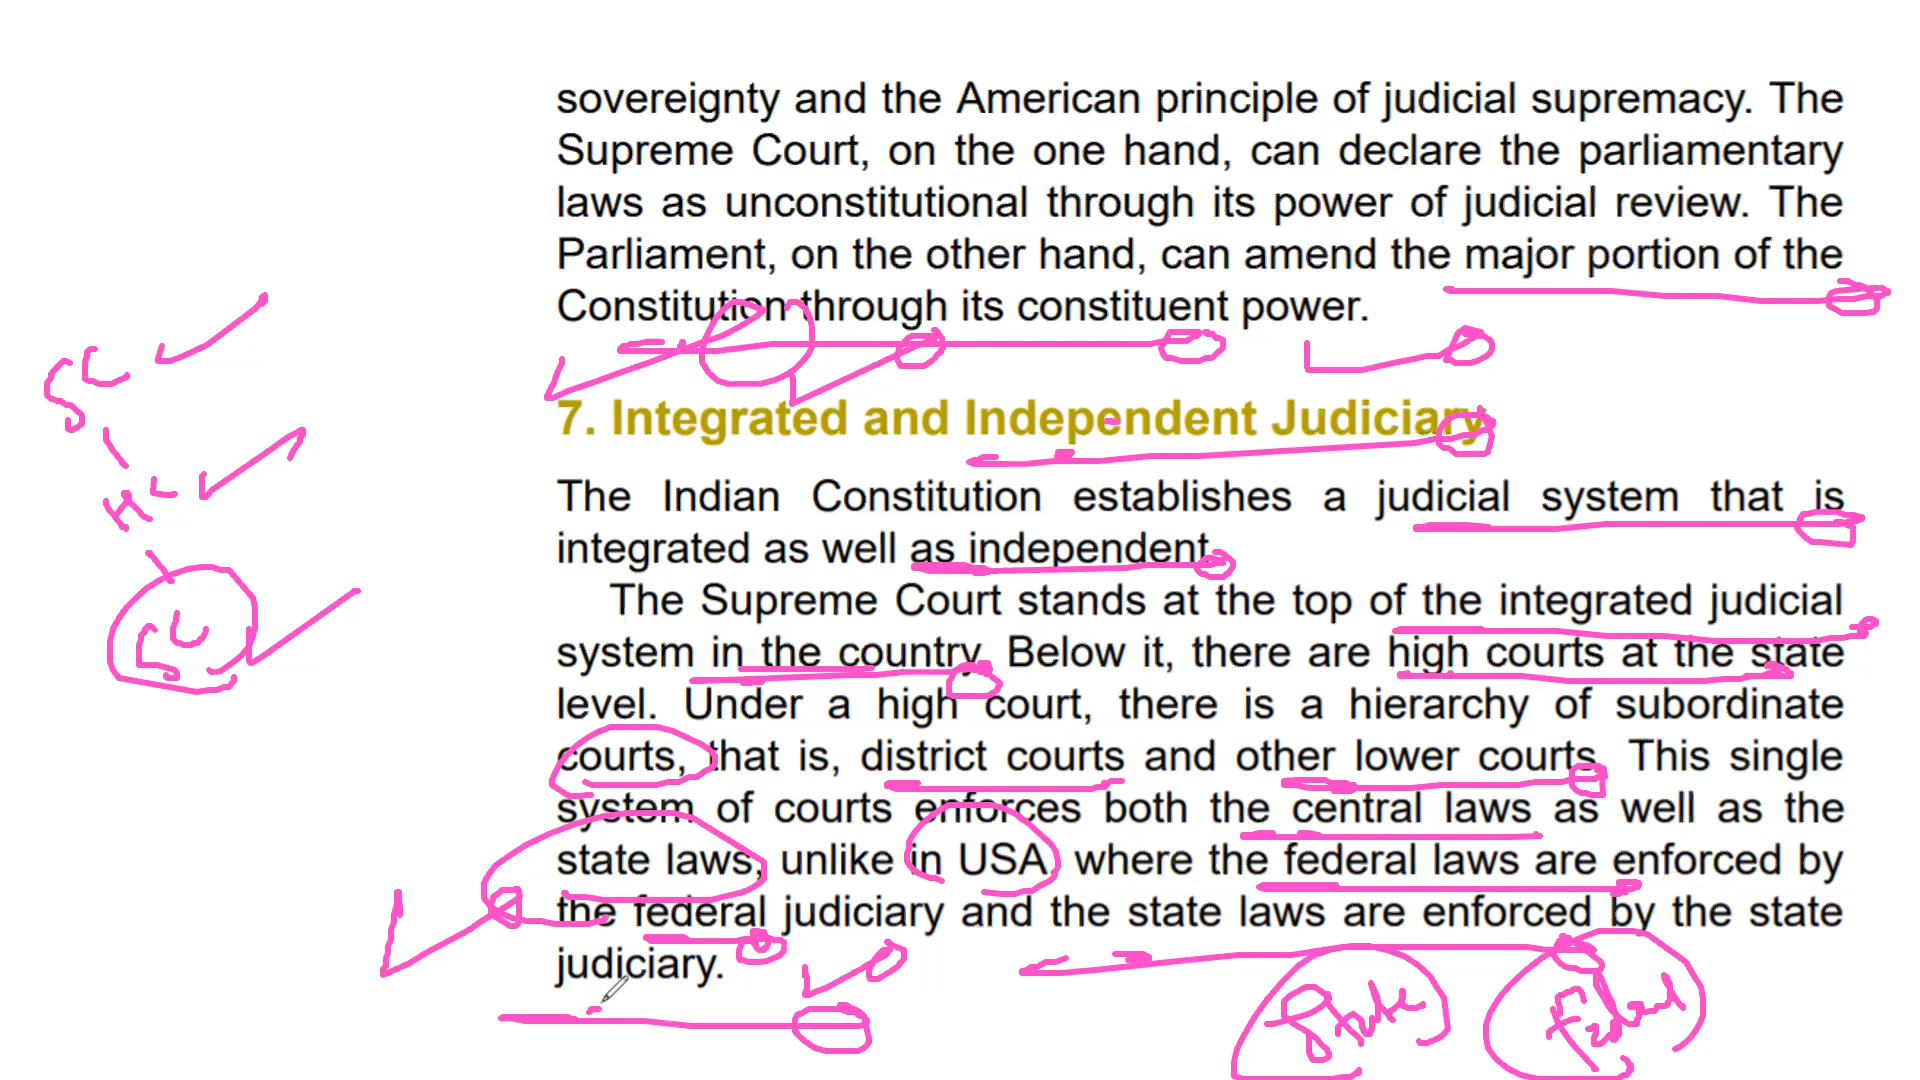 sovereignty and the American principle of judicial supremacy. The
Supreme Court, on the one hand, can declare the parliamentary
laws as unconstitutional through its power of judicial review. The
Parliament, on the other hand, can amend the major portion of the
Constitution through its constituent power.
SC
7. Integrated and Independent Judiciary
HC
The Indian Constitution establishes a judicial system that is
integrated as well as independent.
The Supreme Court stands at the top of the integrated judicial
system in the country. Below it, there are high courts at the state
level. Under a high court, there is a hierarchy of subordinate
courts, that is, district courts and other lower courts. This single
system of courts enforces both the central laws as well as the
state laws, unlike in USA, where the federal laws are enforced by
the federal judiciary and the state laws are enforced by the state
judiciary.
State
Federal